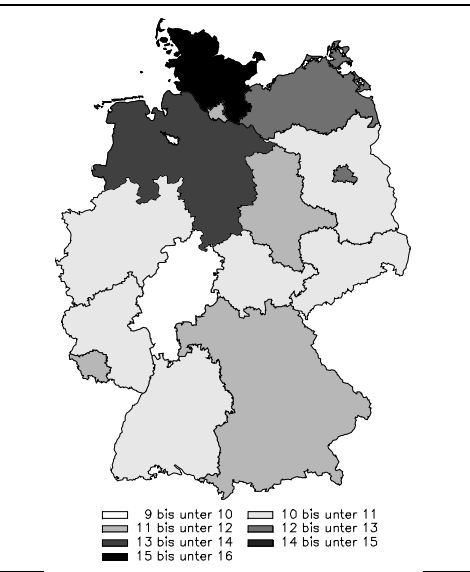 9 bis unter 10 10 bis unter 11
11 bis unter 12 12 bis unter 13
13 bis unter 14 14 bis unter 15
15 bis unter 16